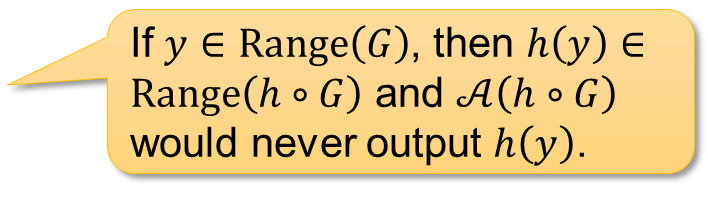 If 𝑦 ∈ Range(𝐺), then ℎ(𝑦) ∈
Range(ℎ ∘ 𝐺) and 𝒜(ℎ ∘ 𝐺)
would never output ℎ(𝑦).